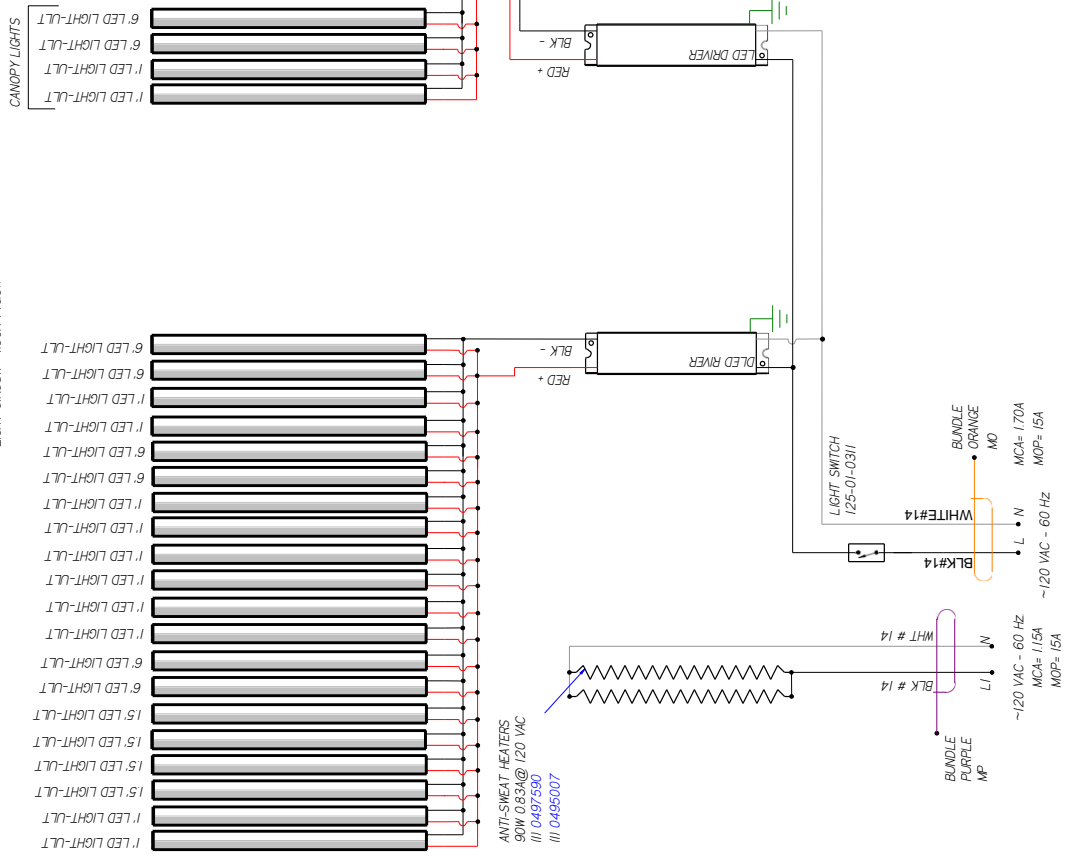 CANOPY LIGHTS
6' LED LIGHT-ULT
6' LED LIGHT-ULT
1' LED LIGHT-ULT
1' LED LIGHT-ULT
BLK -
RED +
LED DRIVER
6' LED LIGHT-ULT
6' LED LIGHT-ULT
1' LED LIGHT-ULT
1' LED LIGHT-ULT
6' LED LIGHT-ULT
6' LED LIGHT-ULT
1' LED LIGHT-ULT
1' LED LIGHT-ULT
1' LED LIGHT-ULT
1' LED LIGHT-ULT
1' LED LIGHT-ULT
1' LED LIGHT-ULT
6' LED LIGHT-ULT
6' LED LIGHT-ULT
1.5' LED LIGHT-ULT
1.5' LED LIGHT-ULT
1.5' LED LIGHT-ULT
1.5' LED LIGHT-ULT
1' LED LIGHT-ULT
1' LED LIGHT-ULT
BLK -
RED +
DLED RIVER
LIGHT SWITCH
125-01-0311
BUNDLE
ORANGE
MO
MCA= 1.70A
MOP= 15A
WHITE#14
BLK#14
N
L
~120 VAC - 60 Hz
ANTI-SWEAT HEATERS
90W 0.83A@ 120 VAC
111 0497590
111 0495007
WHT # 14
BLK # 14
N
L1
~120 VAC - 60 Hz
MCA= 1.15A
MOP= 15A
BUNDLE
PURPLE
MP